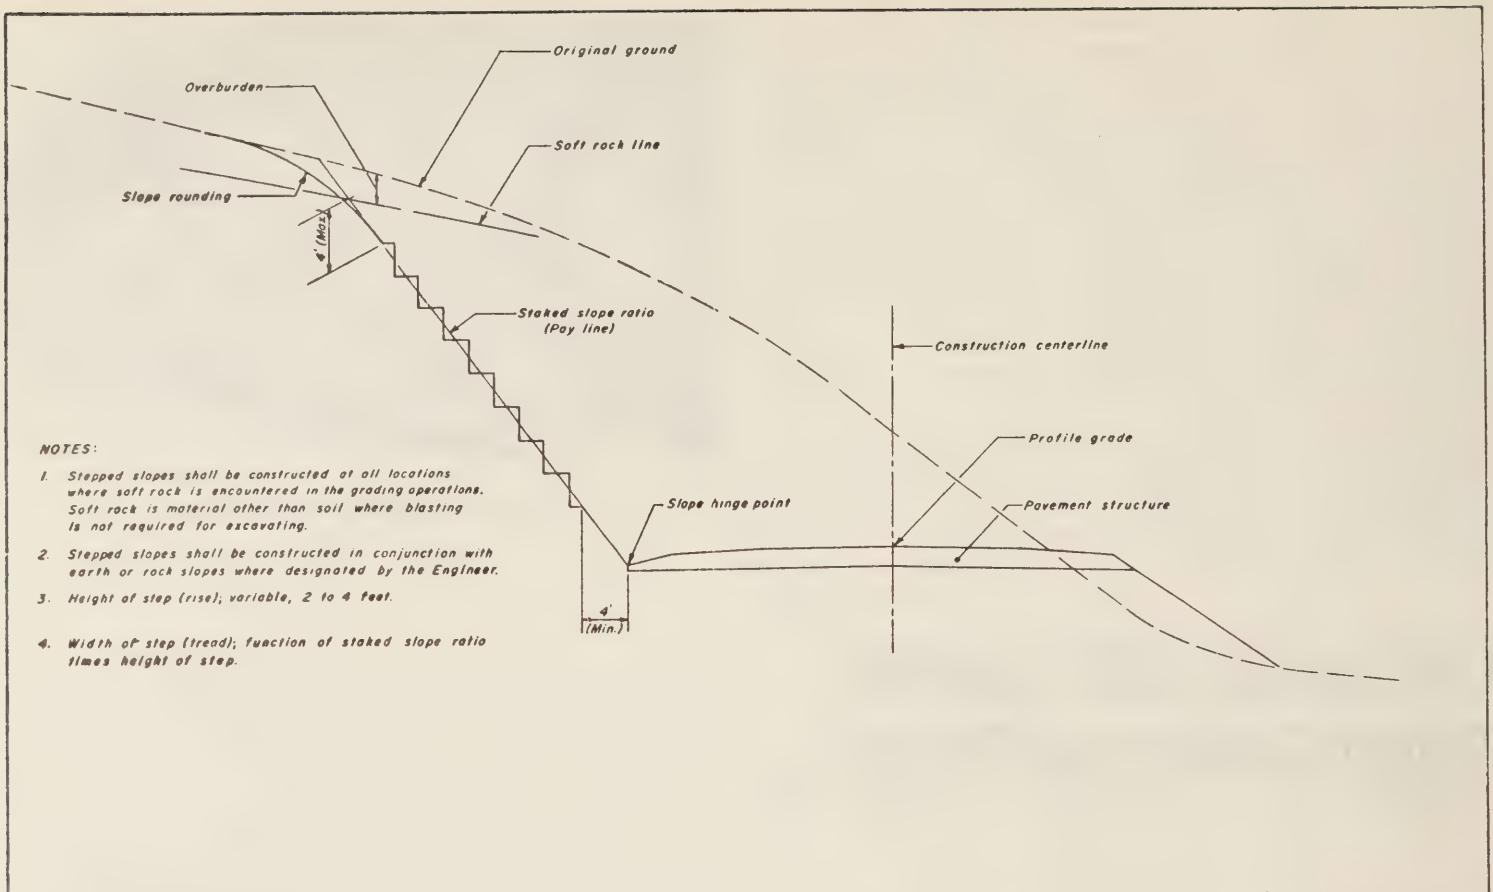 Original ground
Overburden
Soft rock line
Slope rounding
4' (Max)
Staked slope ratio
(Pay line)
Construction centerline
Profile grade
NOTES:
1. Stepped slopes shall be constructed at all locations
where soft rock is encountered in the grading operations.
Soft rock is material other than soil where blasting
is not required for excavating.
Slope hinge point
Pavement structure
2. Stepped slopes shall be constructed in conjunction with
earth or rock slopes where designated by the Engineer.
3. Height of step (rise); variable, 2 to 4 feet.
4'
(Min.)
4. Width of step (tread); function of staked slope ratio
times height of step.